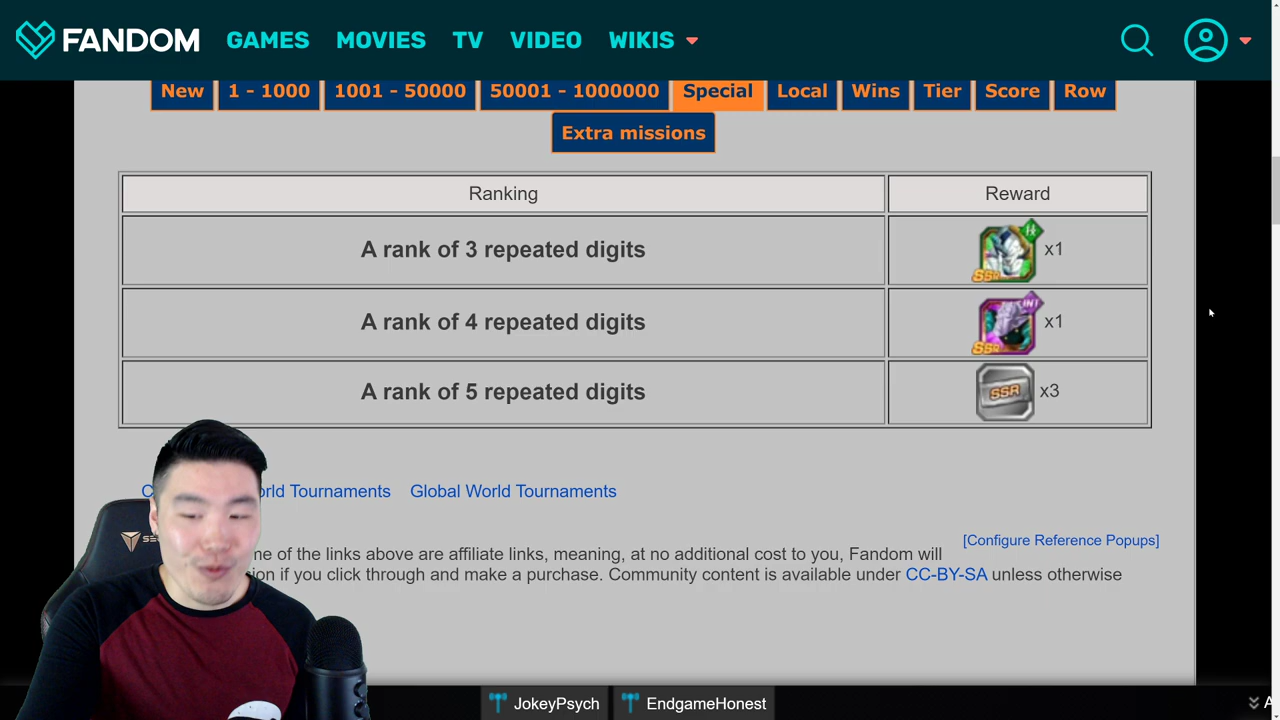 FANDOM GAMES MOVIES TV VIDEO WIKIS
New 1 - 1000 1001 - 50000 50001 - 1000000 Special Local Wins Tier Score Row
Extra missions
Ranking Reward
A rank of 3 repeated digits SSR x1
A rank of 4 repeated digits INT SSR x1
A rank of 5 repeated digits SSR x3
Tournaments Global World Tournaments
[Configure Reference Popups]
of the links above are affiliate links, meaning, at no additional cost to you, Fandom will
if you click through and make a purchase. Community content is available under CC-BY-SA unless otherwise
JokeyPsych EndgameHonest